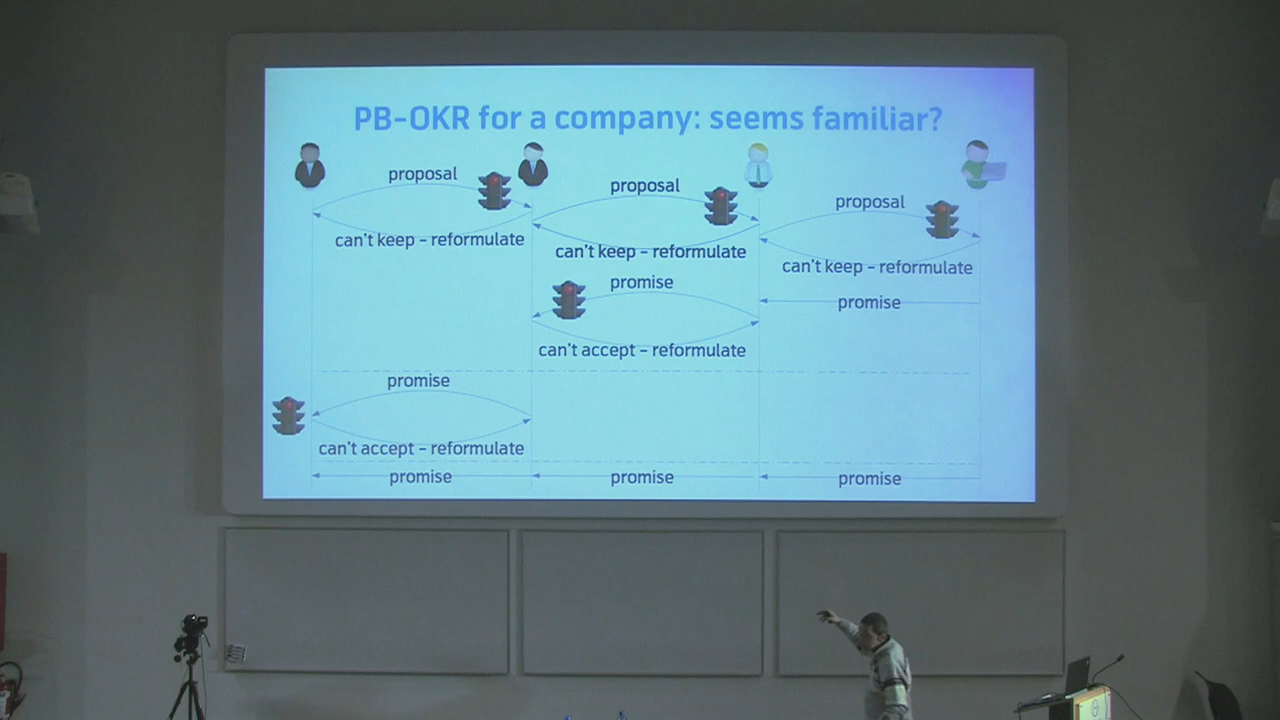 PB-OKR for a company: seems familiar?
proposal
proposal
proposal
can't keep - reformulate
can't keep - reformulate
can't keep - reformulate
promise
promise
can't accept - reformulate
promise
can't accept - reformulate
promise
promise
promise